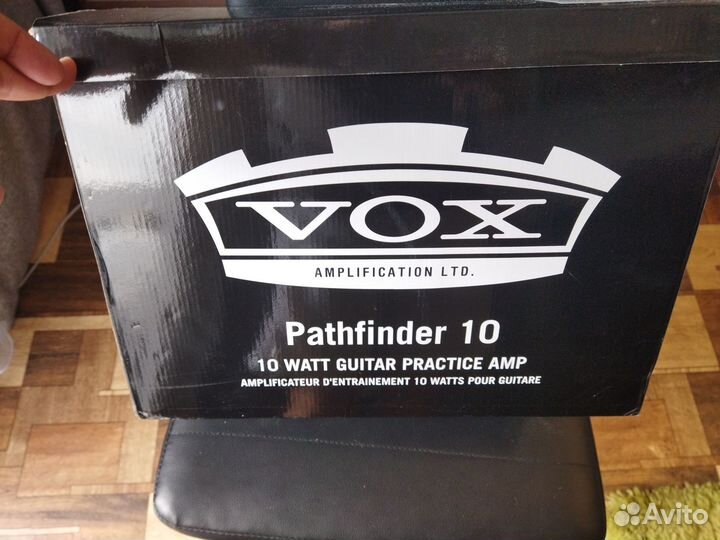 VOX
AMPLIFICATION LTD.
Pathfinder 10
10 WATT GUITAR PRACTICE AMP
AMPLIFICATEUR D'ENTRAINEMENT 10 WATTS POUR GUITARE
Avito